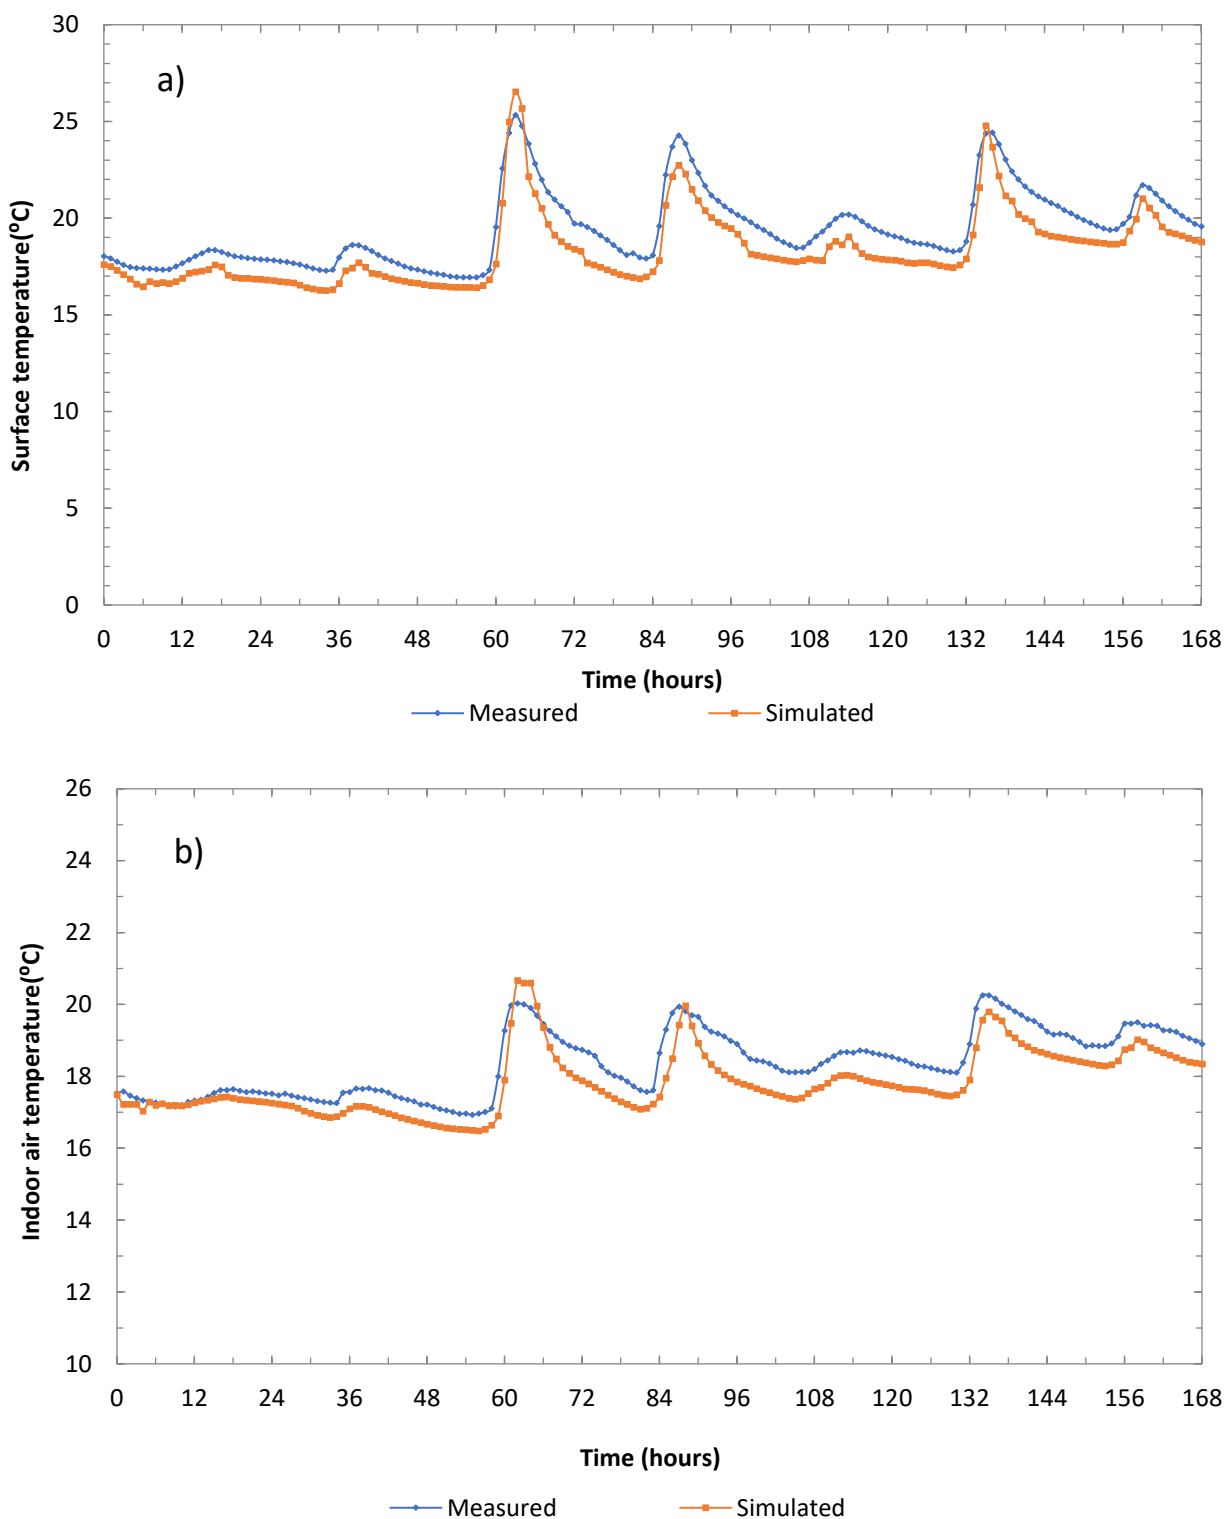 a)
30
25
20
15
10
5
0
Surface temperature(⁰C)
0 12 24 36 48 60 72 84 96 108 120 132 144 156 168
Time (hours)
Measured Simulated
b)
26
24
22
20
18
16
14
12
10
Indoor air temperature(⁰C)
0 12 24 36 48 60 72 84 96 108 120 132 144 156 168
Time (hours)
Measured Simulated